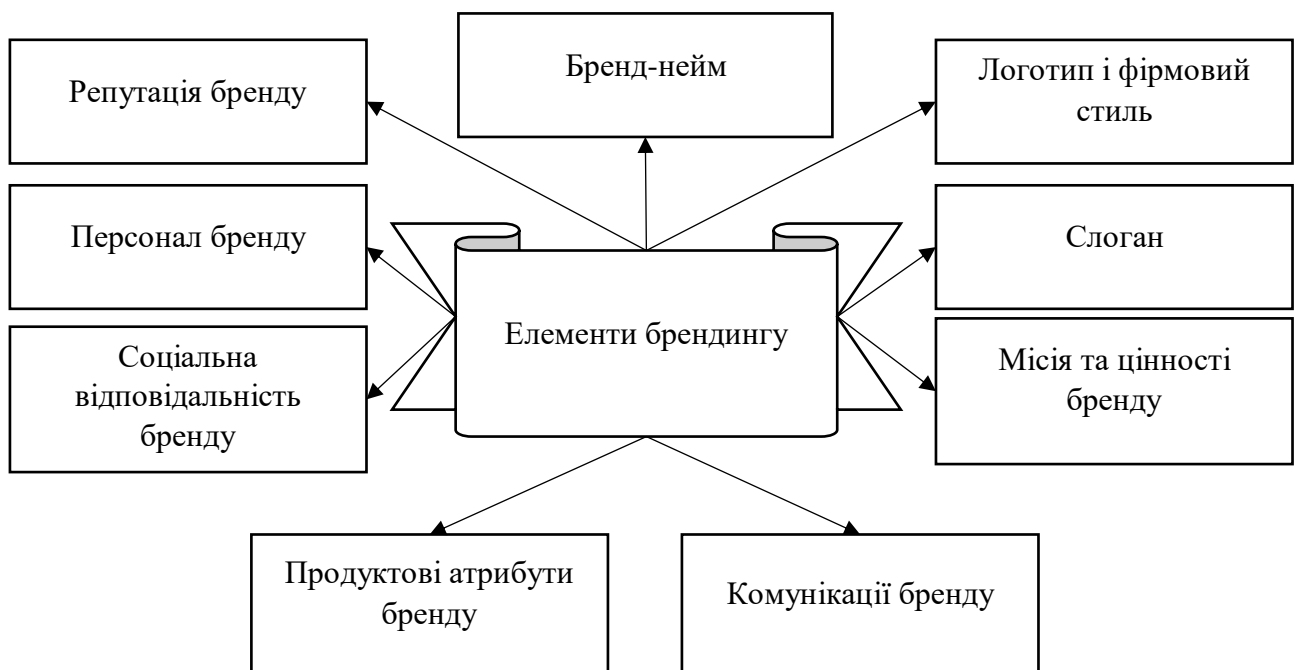 Бренд-нейм
Репутація бренду
Логотип і фірмовий
стиль
Персонал бренду
Слоган
Елементи брендингу
Соціальна
відповідальність
бренду
Місія та цінності
бренду
Продуктові атрибути
бренду
Комунікації бренду